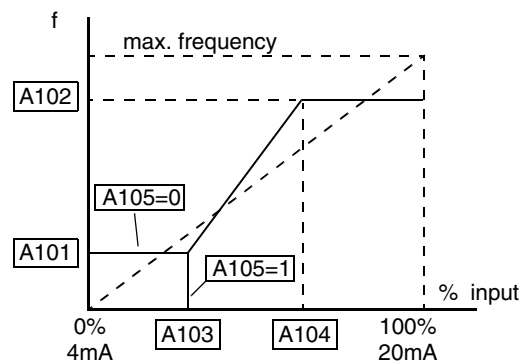 f
max. frequency
A102
A105=0
A101
A105=1
% input
0%
4mA
A103
A104
100%
20mA